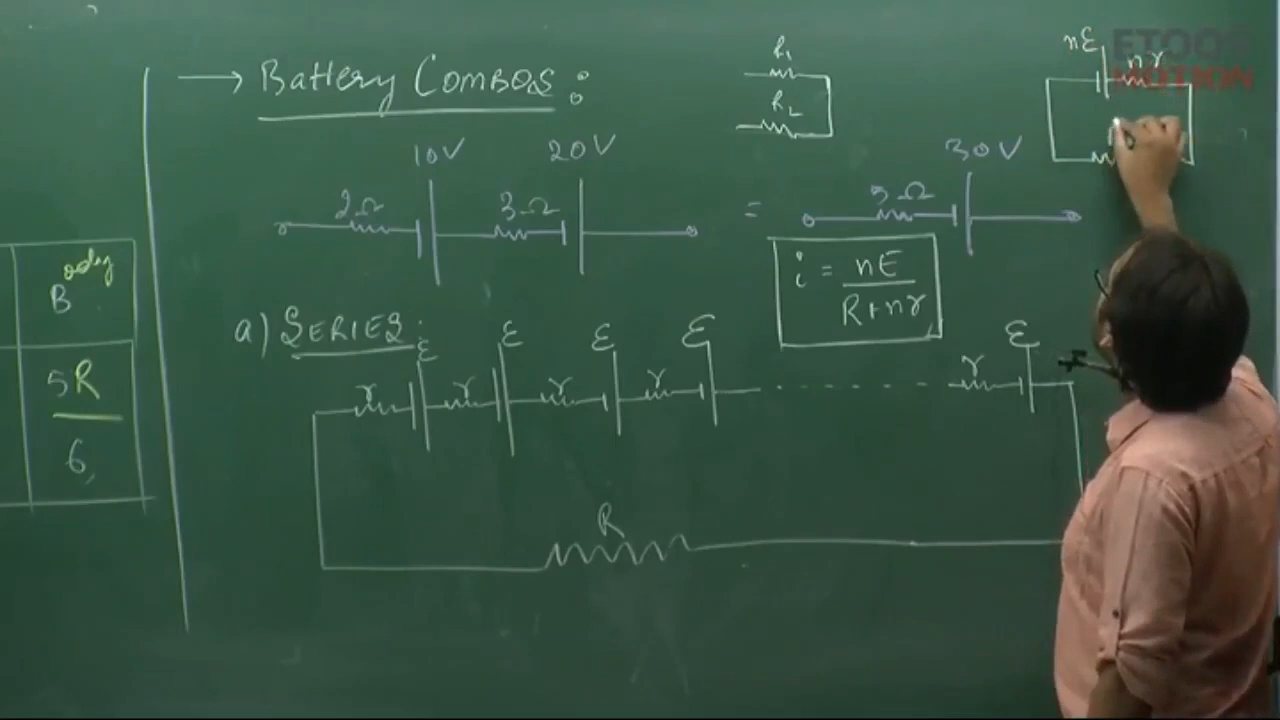 → Battery Combos :
R1
R2
nE
nr
ETOOS
MOTION
10V
20V
30V
2Ω
3Ω
=
5Ω
Body
5R
6
i = nE
R+nr
a) SERIES :
ε ε ε ε ε
r r r r r
R